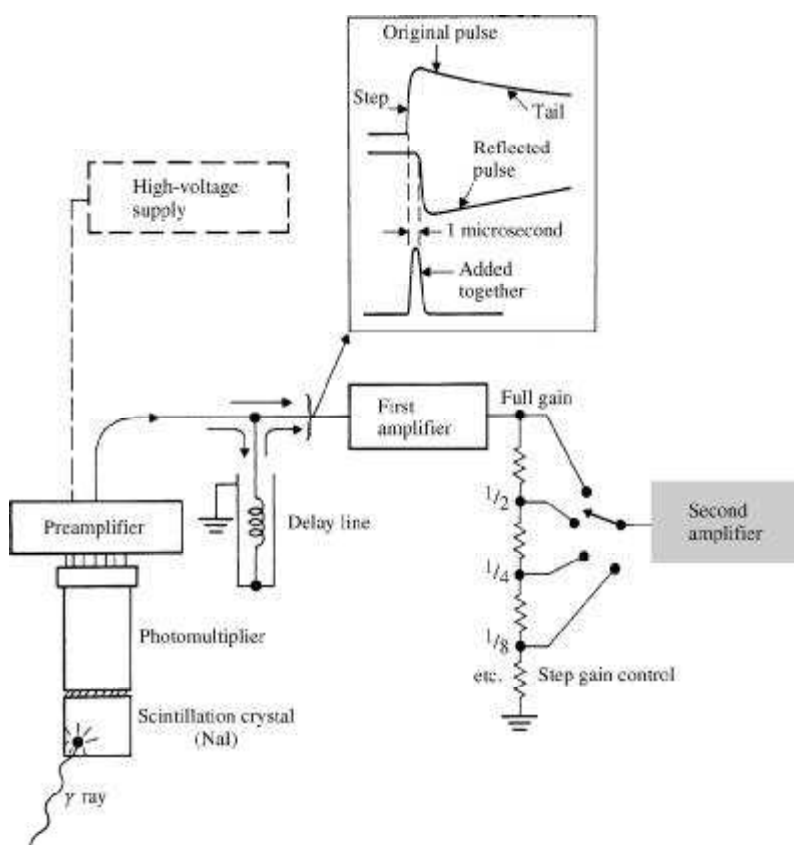 Original pulse
Step
Tail
Reflected
pulse
1 microsecond
Added
together
High-voltage
supply
First
amplifier
Full gain
Preamplifier
Delay line
1/2
Second
amplifier
1/4
Photomultiplier
1/8
etc.
Step gain control
Scintillation crystal
(NaI)
γ ray